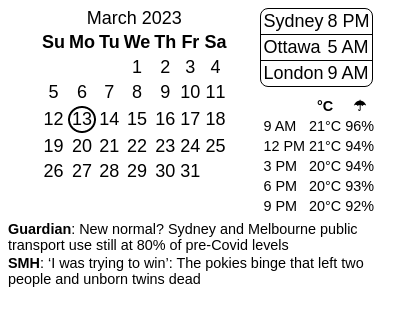 March 2023
Su Mo Tu We Th Fr Sa
1 2 3 4
5 6 7 8 9 10 11
12 13 14 15 16 17 18
19 20 21 22 23 24 25
26 27 28 29 30 31
Sydney 8 PM
Ottawa 5 AM
London 9 AM
°C ☂
9 AM 21°C 96%
12 PM 21°C 94%
3 PM 20°C 94%
6 PM 20°C 93%
9 PM 20°C 92%
Guardian: New normal? Sydney and Melbourne public
transport use still at 80% of pre-Covid levels
SMH: ‘I was trying to win’: The pokies binge that left two
people and unborn twins dead